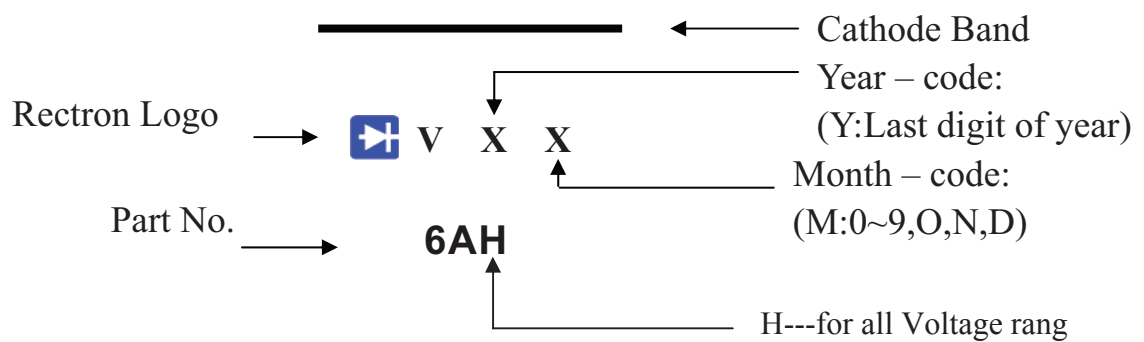 Cathode Band
Year – code:
(Y:Last digit of year)
Rectron Logo
V X X
Month – code:
(M:0~9,O,N,D)
Part No.
6AH
H---for all Voltage rang